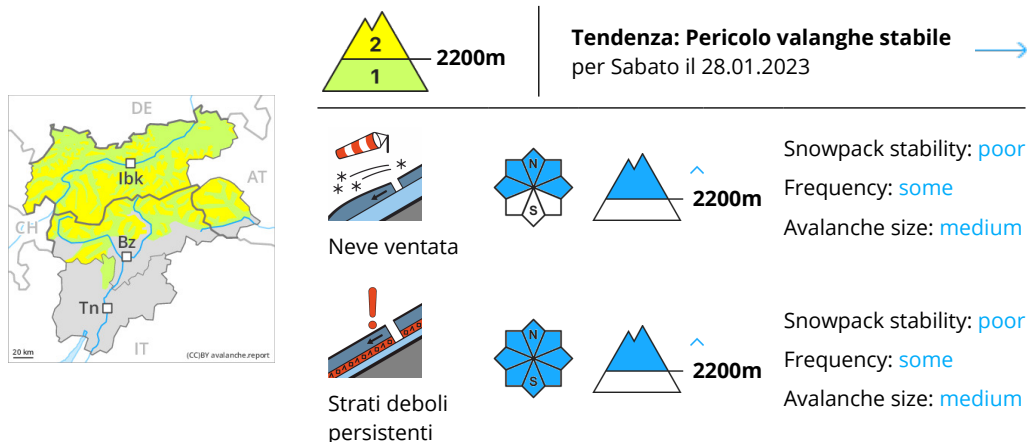 2
1
2200m
Tendenza: Pericolo valanghe stabile
per Sabato il 28.01.2023
DE
Ibk
AT
CH
Bz
Tn
IT
20 km
(CC)BY avalanche.report
Neve ventata
N
S
2200m
Snowpack stability: poor
Frequency: some
Avalanche size: medium
Strati deboli
persistenti
N
S
2200m
Snowpack stability: poor
Frequency: some
Avalanche size: medium